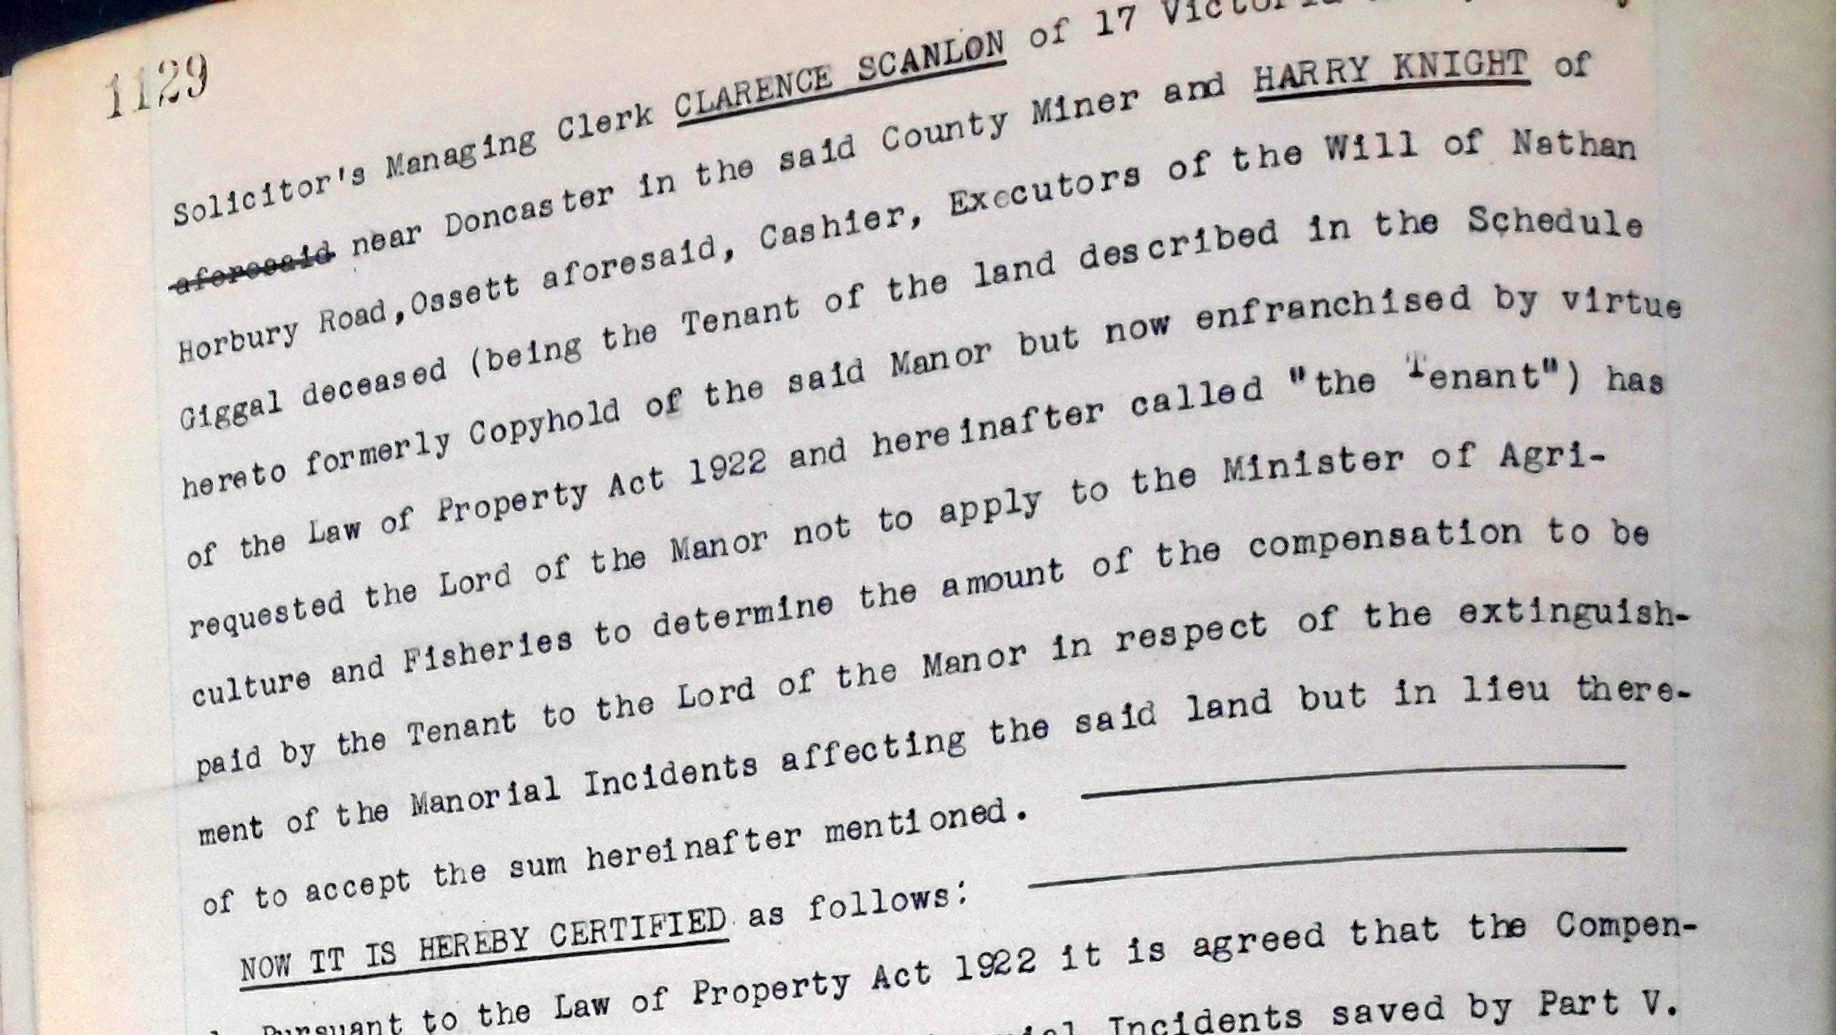 1129
Solicitor's Managing Clerk CLARENCE SCANLON of 17
aforesaid near Doncaster in the said County Miner and HARRY KNIGHT of
Horbury Road,Ossett aforesaid, Cashier, Executors of the Will of Nathan
Giggal deceased (being the Tenant of the land described in the Schedule
hereto formerly Copyhold of the said Manor but now enfranchised by virtue
of the Law of Property Act 1922 and hereinafter called "the Tenant") has
requested the Lord of the Manor not to apply to the Minister of Agri-
culture and Fisheries to determine the amount of the compensation to be
paid by the Tenant to the Lord of the Manor in respect of the extinguish-
ment of the Manorial Incidents affecting the said land but in lieu there-
of to accept the sum hereinafter mentioned.
NOW IT IS HEREBY CERTIFIED as follows:
Pursuant to the Law of Property Act 1922 it is agreed that the Compen-
Incidents saved by Part V.